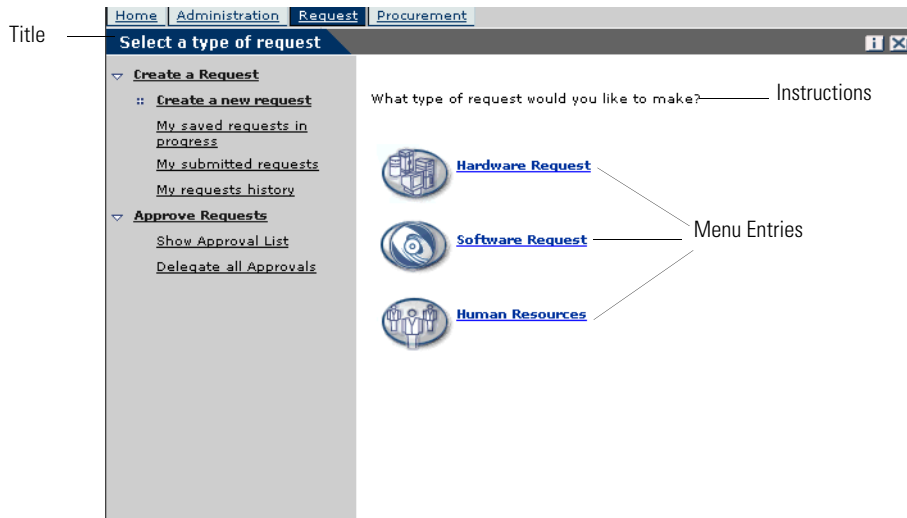 Home Administration Request Procurement
Title
Select a type of request
Create a Request
Create a new request
What type of request would you like to make?
Instructions
My saved requests in
progress
My submitted requests
Hardware Request
My requests history
Approve Requests
Menu Entries
Show Approval List
Software Request
Delegate all Approvals
Human Resources